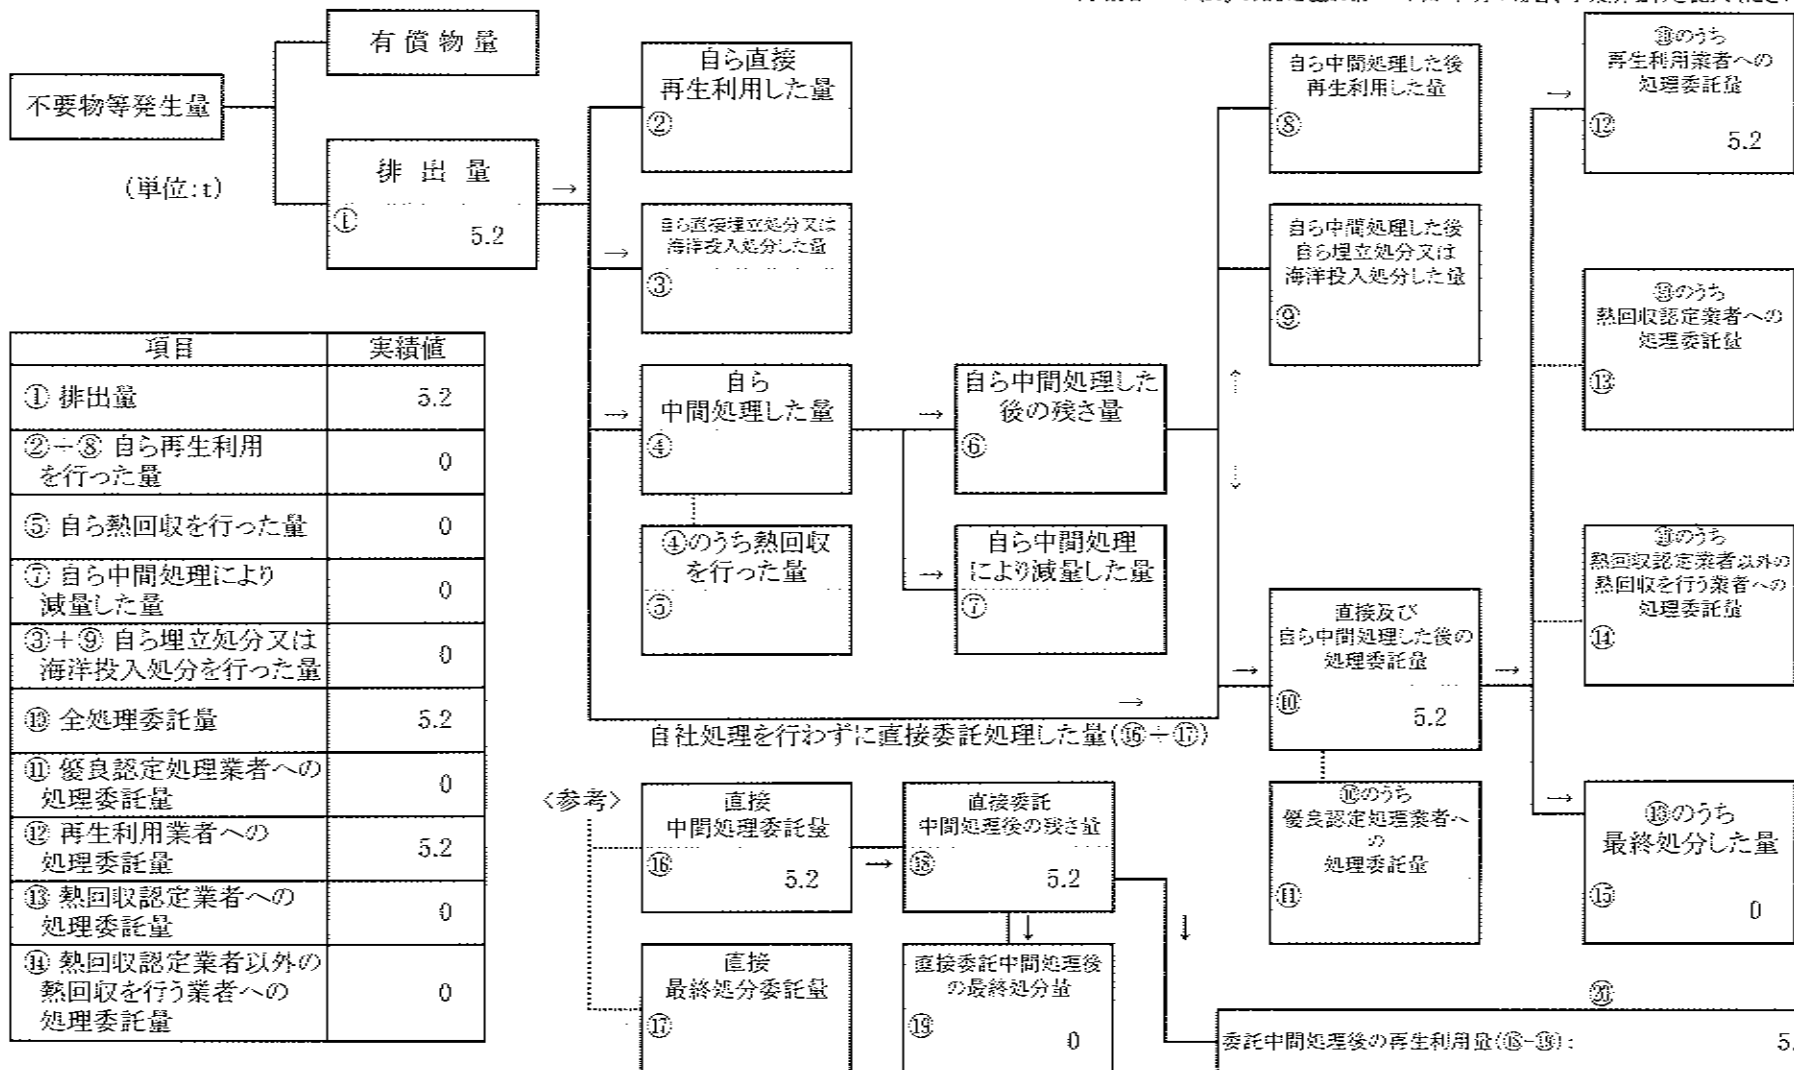 不要物等発生量
(単位:t)
有償物量
排出量
①
5.2
自ら直接
再生利用した量
②
自ら直接埋立処分又は
海洋投入処分した量
③
自ら
中間処理した量
④
④のうち熱回収
を行った量
⑤
自ら中間処理した
後の残さ量
⑥
自ら中間処理
により減量した量
⑦
自ら中間処理した後
再生利用した量
⑧
自ら中間処理した後
自ら埋立処分又は
海洋投入処分した量
⑨
直接及び
自ら中間処理した後の
処理委託量
⑩
5.2
⑩のうち
優良認定処理業者へ
の
処理委託量
⑪
⑩のうち
再生利用業者への
処理委託量
⑫
5.2
⑩のうち
熱回収認定業者への
処理委託量
⑬
⑩のうち
熱回収認定業者以外の
熱回収を行う業者への
処理委託量
⑭
⑩のうち
最終処分した量
⑮
0
自社処理を行わずに直接委託処理した量(⑯+⑰)
〈参考〉
直接
中間処理委託量
⑯
5.2
直接
最終処分委託量
⑰
直接委託
中間処理後の残さ量
⑱
5.2
直接委託中間処理後
の最終処分量
⑲
0
⑳
委託中間処理後の再生利用量(⑱-⑲):
5.
項目 実績値
① 排出量 5.2
②+⑧ 自ら再生利用
を行った量 0
⑤ 自ら熱回収を行った量 0
⑦ 自ら中間処理により
減量した量 0
③+⑨ 自ら埋立処分又は
海洋投入処分を行った量 0
⑩ 全処理委託量 5.2
⑪ 優良認定処理業者への
処理委託量 0
⑫ 再生利用業者への
処理委託量 5.2
⑬ 熱回収認定業者への
処理委託量 0
⑭ 熱回収認定業者以外の
熱回収を行う業者への
処理委託量 0